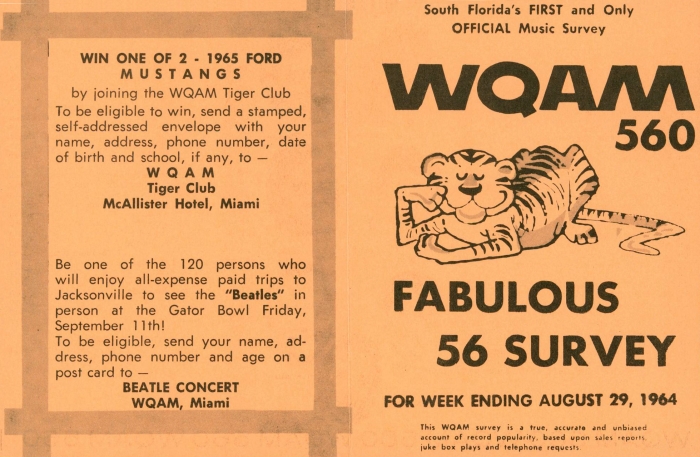 WIN ONE OF 2 - 1965 FORD
MUSTANGS
by joining the WQAM Tiger Club
To be eligible to win, send a stamped,
self-addressed envelope with your
name, address, phone number, date
of birth and school, if any, to —
WQAM
Tiger Club
McAllister Hotel, Miami
Be one of the 120 persons who
will enjoy all-expense paid trips to
Jacksonville to see the "Beatles" in
person at the Gator Bowl Friday,
September 11th!
To be eligible, send your name, ad-
dress, phone number and age on a
post card to —
BEATLE CONCERT
WQAM, Miami
South Florida's FIRST and Only
OFFICIAL Music Survey
WQAM
560
FABULOUS
56 SURVEY
FOR WEEK ENDING AUGUST 29, 1964
This WQAM survey is a true, accurate and unbiased
account of record popularity, based upon sales reports,
juke box plays and telephone requests.